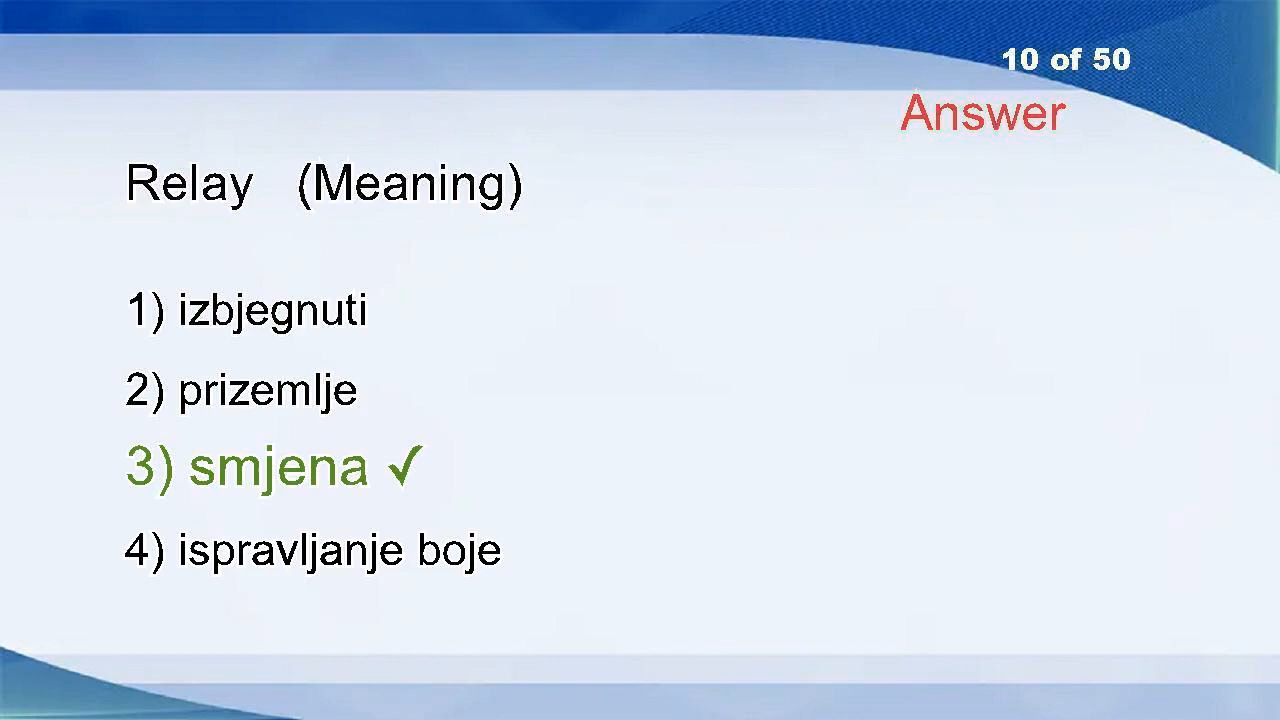 10 of 50
Answer
Relay (Meaning)
1) izbjegnuti
2) prizemlje
3) smjena ✓
4) ispravljanje boje